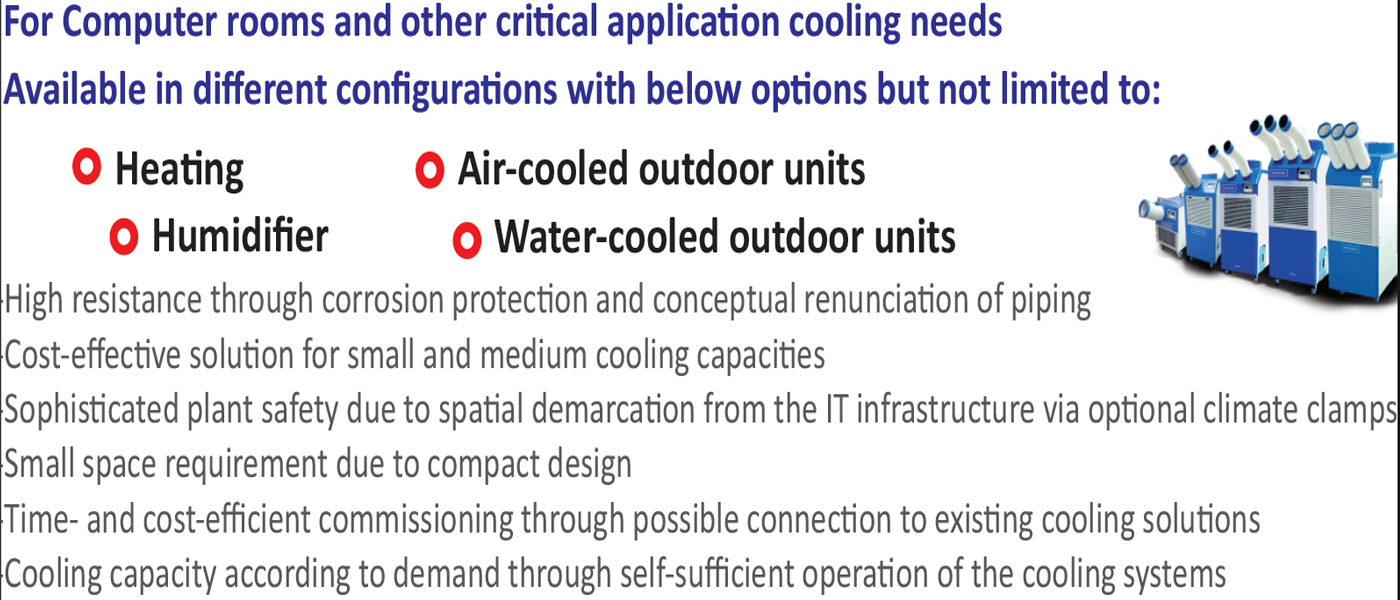 For Computer rooms and other critical application cooling needs
Available in different configurations with below options but not limited to:
Heating Air-cooled outdoor units
Humidifier Water-cooled outdoor units
-High resistance through corrosion protection and conceptual renunciation of piping
-Cost-effective solution for small and medium cooling capacities
-Sophisticated plant safety due to spatial demarcation from the IT infrastructure via optional climate clamps
-Small space requirement due to compact design
-Time- and cost-efficient commissioning through possible connection to existing cooling solutions
-Cooling capacity according to demand through self-sufficient operation of the cooling systems